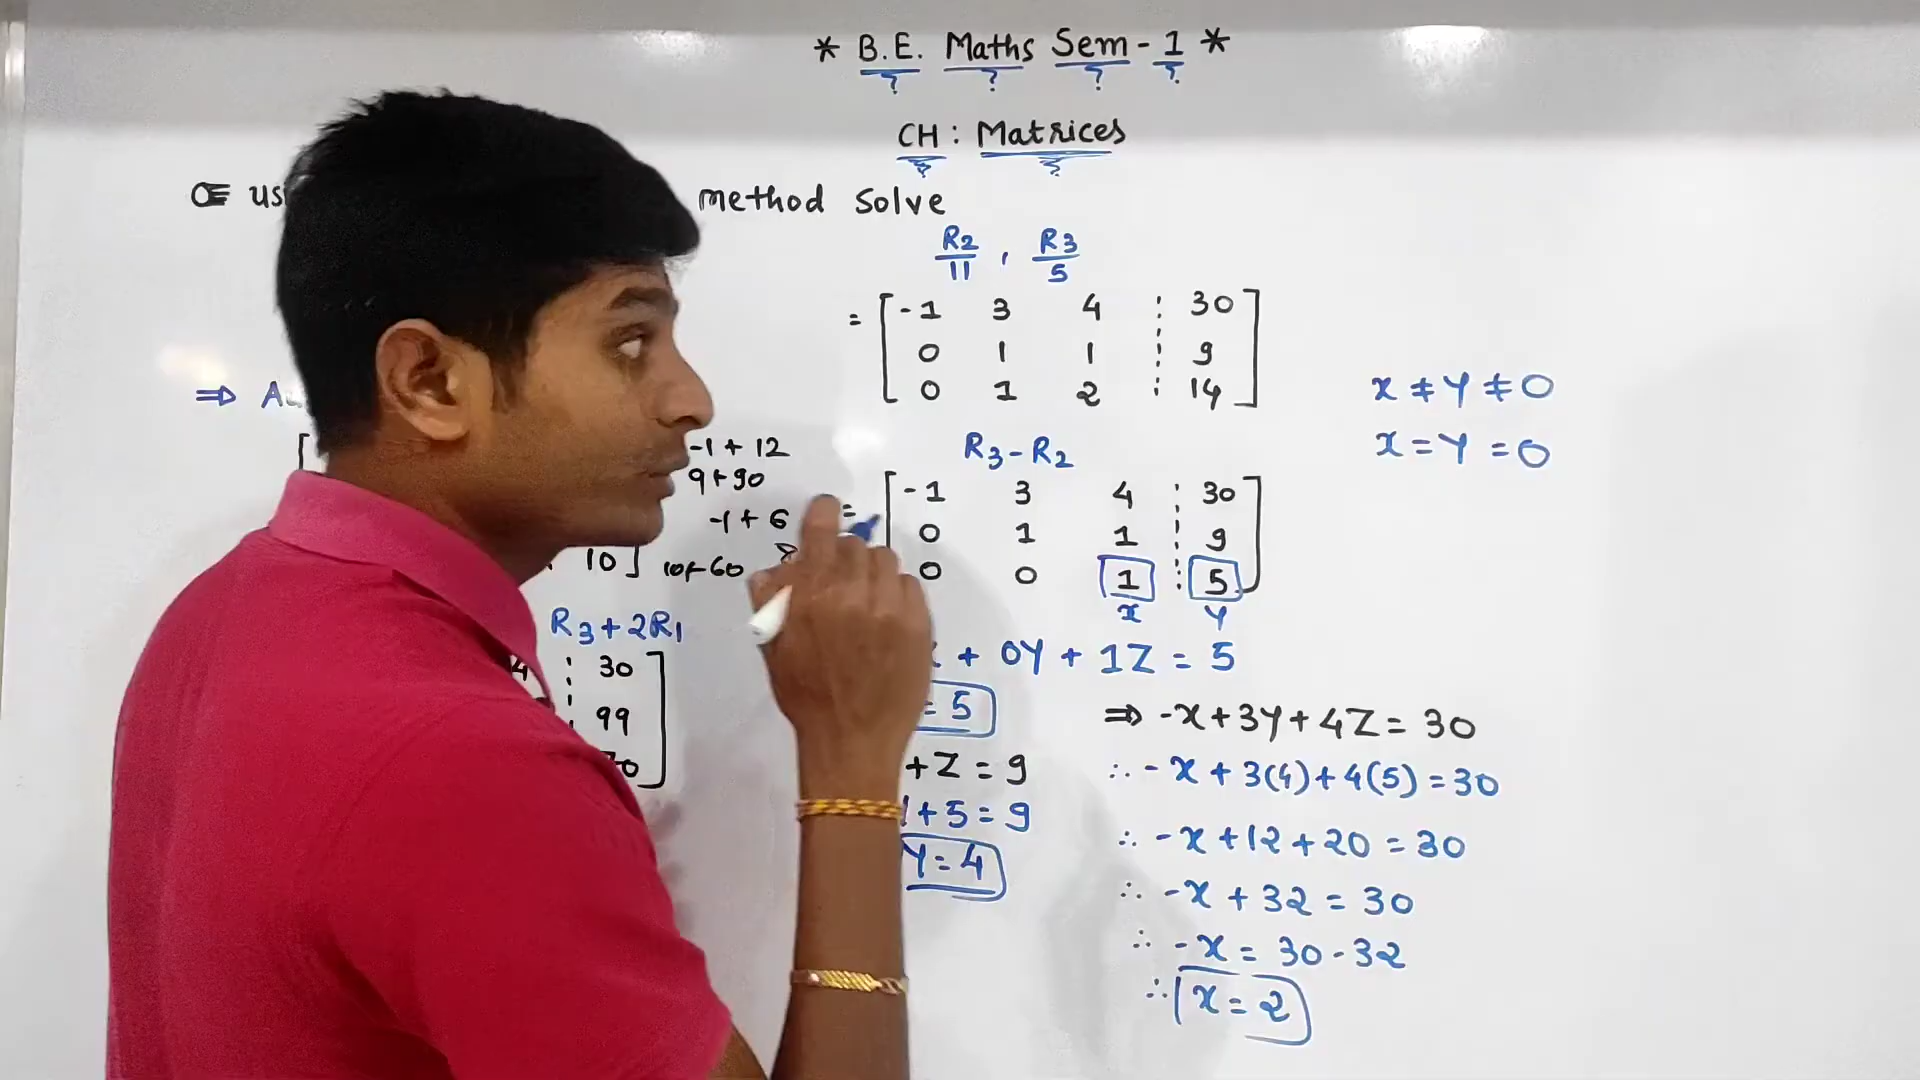 * B.E. Maths Sem-1 *
CH : Matrices
method solve
R2/11 , R3/5
= [ -1 3 4 : 30 ]
0 1 1 : 9
0 1 2 : 14
R3-R2
= [ -1 3 4 : 30 ]
0 1 1 : 9
0 0 1 : 5
x y
+ 0Y + 1Z = 5
= 5
+Z = 9
+5 = 9
Y = 4
⇒ -x+3Y+4Z = 30
∴ -x+3(4)+4(5) = 30
∴ -x+12+20 = 30
∴ -x + 32 = 30
∴ -x = 30-32
∴ x = 2
x ≠ Y ≠ 0
x = Y = 0
⇒
-1 + 12
9+90
-1 + 6
10 ]
10+60
R3+2R1
4 : 30
: 99